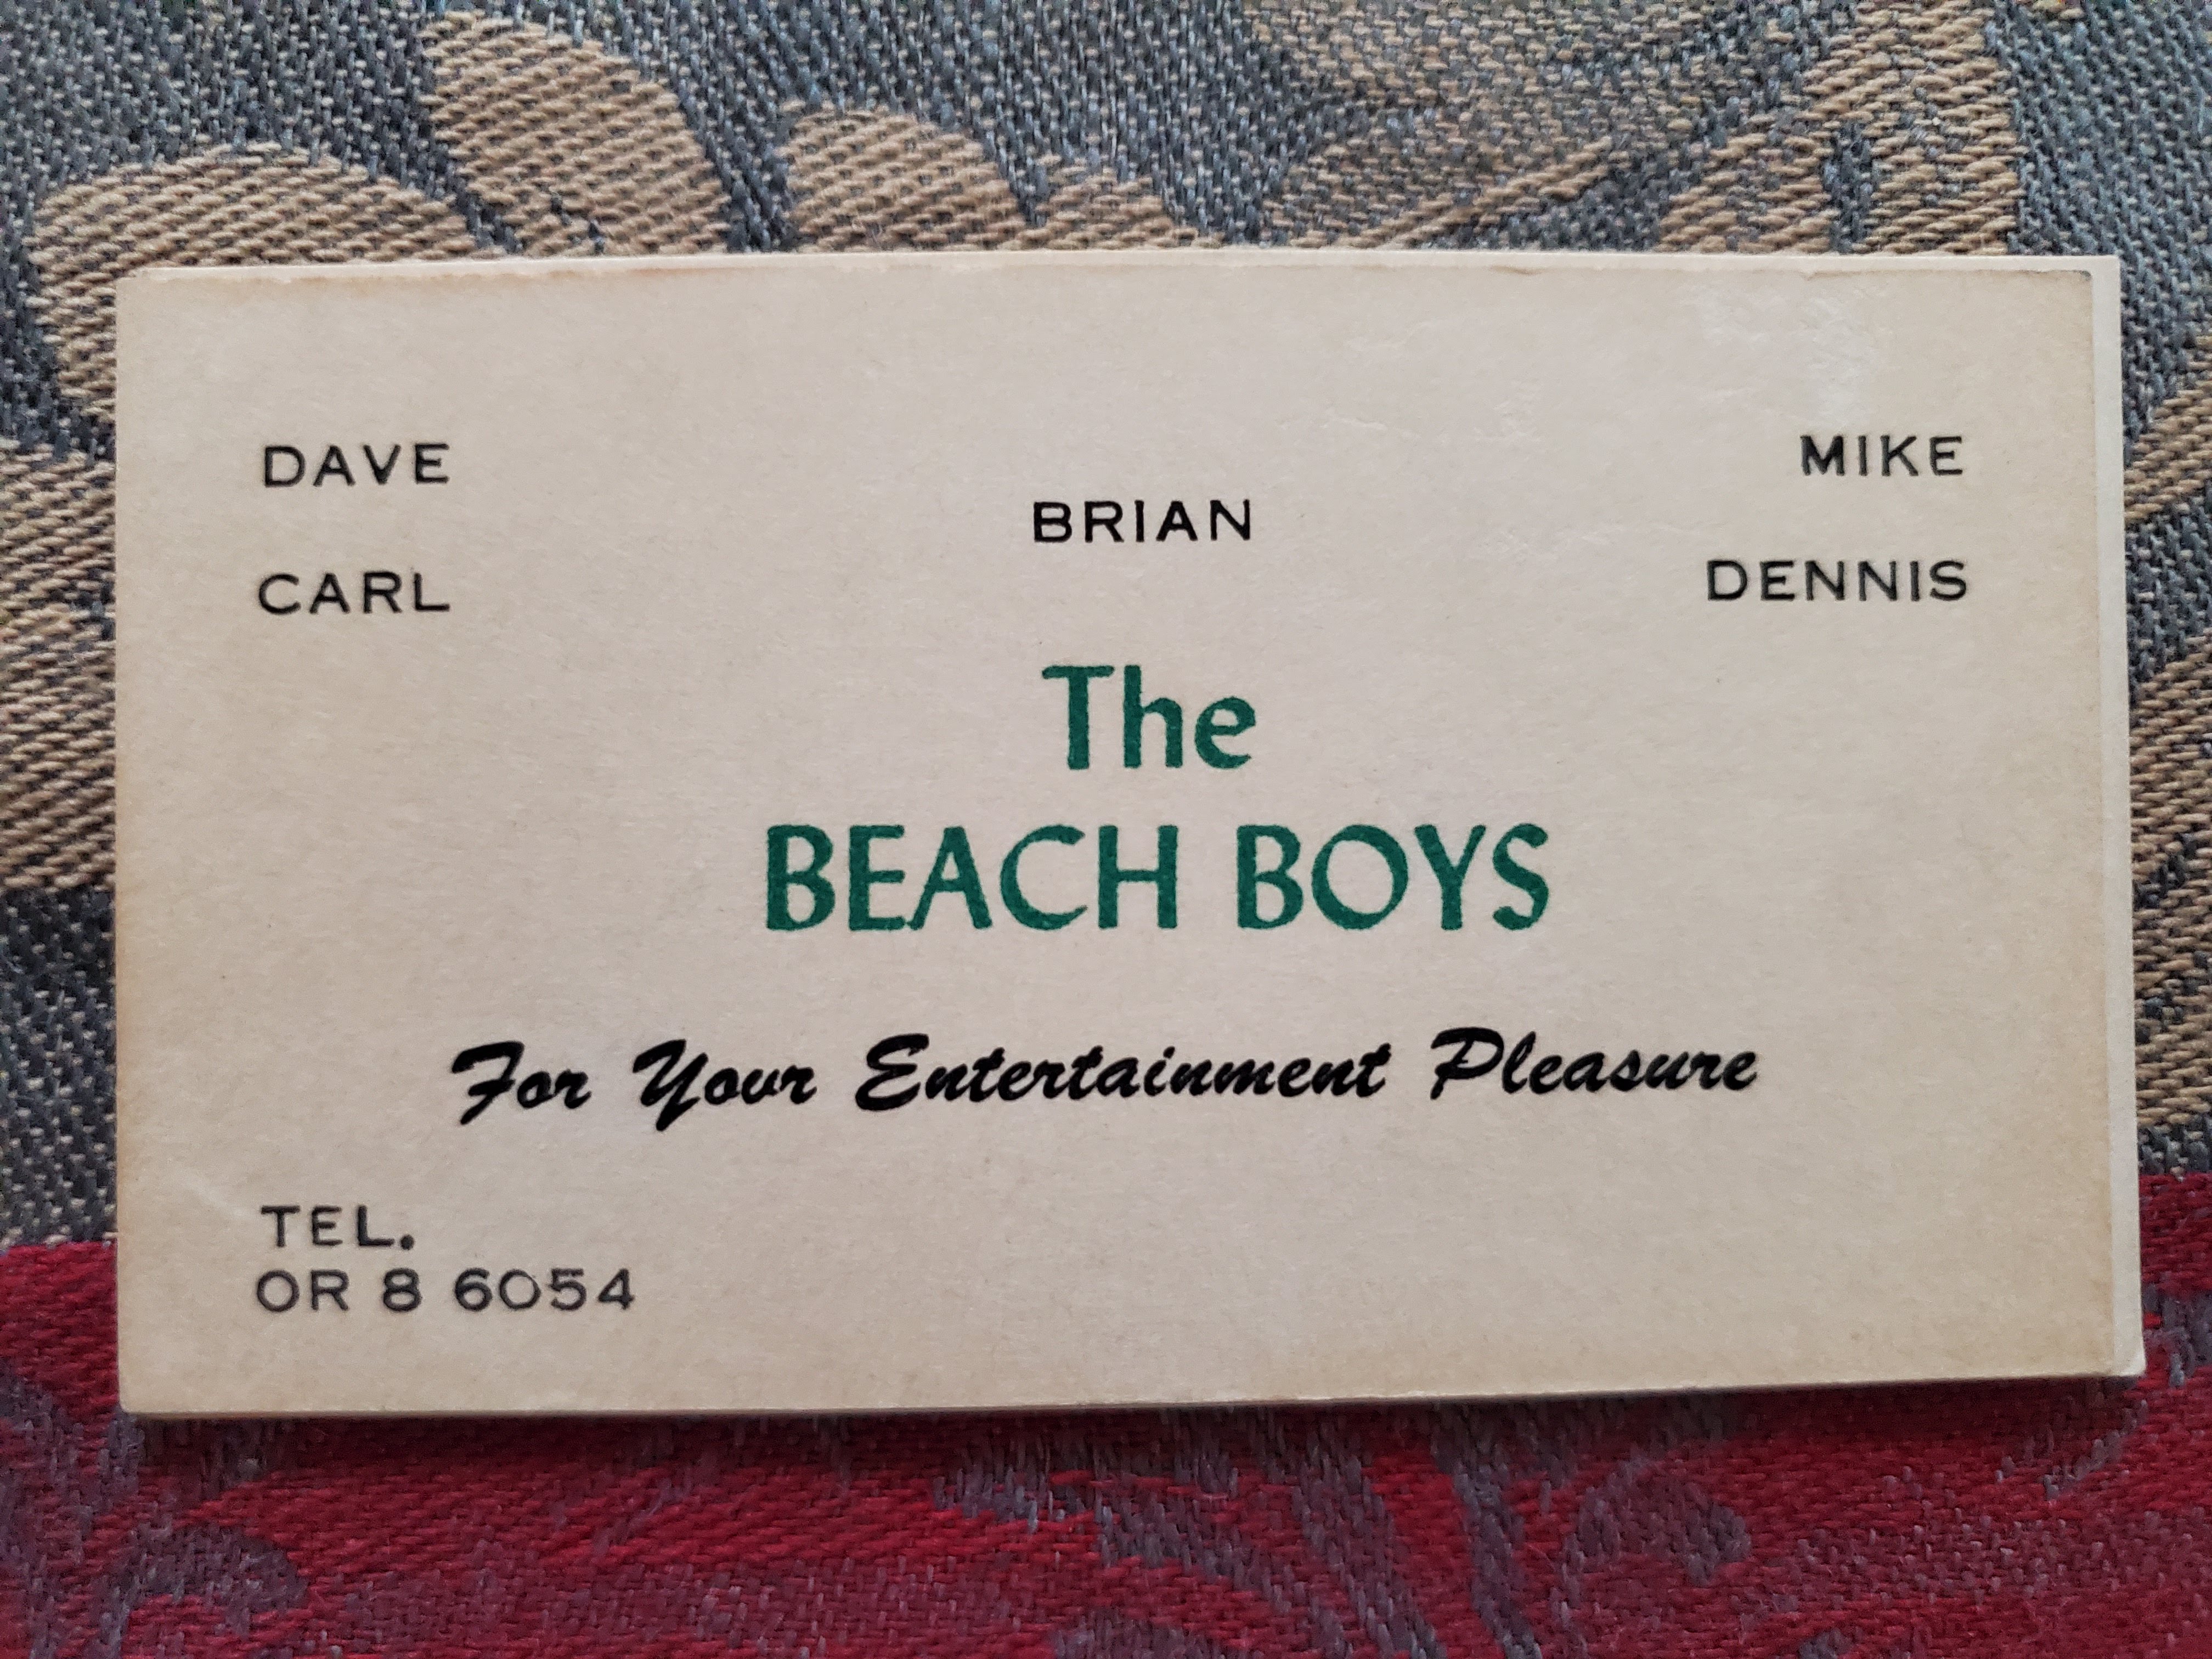 DAVE
CARL
BRIAN
MIKE
DENNIS
The
BEACH BOYS
For Your Entertainment Pleasure
TEL.
OR 8 6054